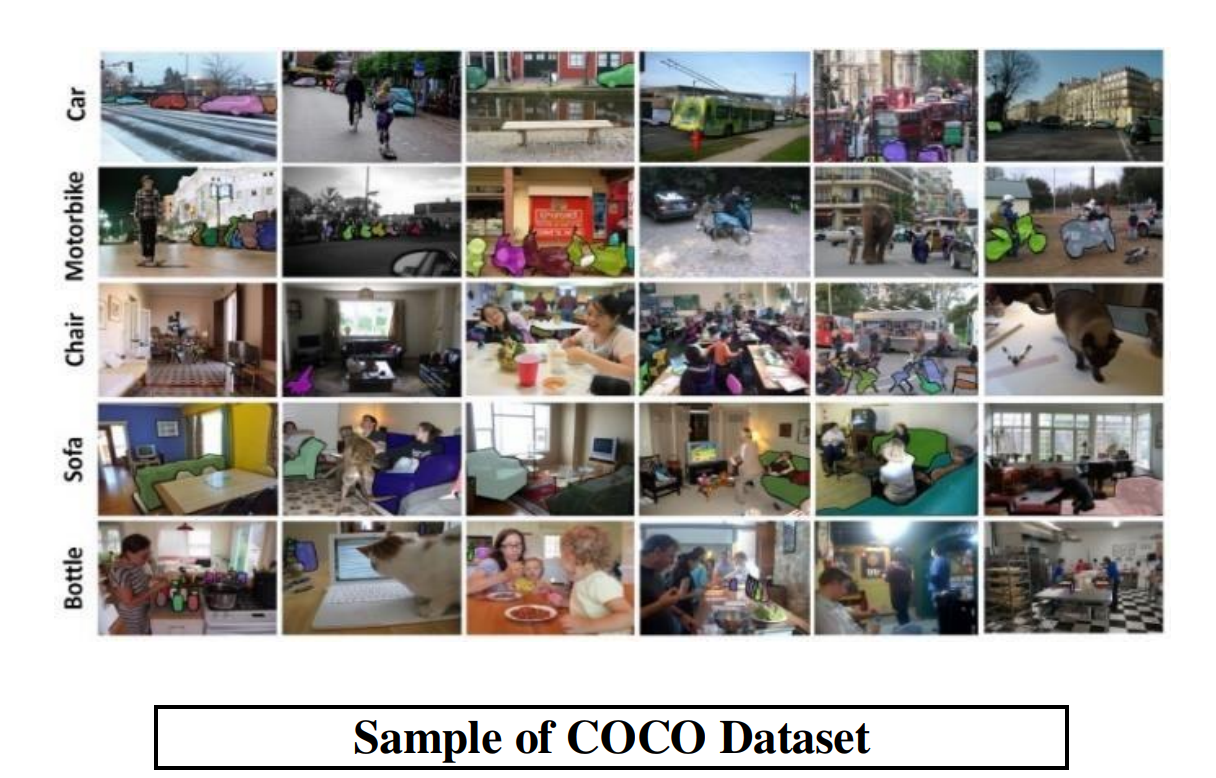 Car
Motorbike
Chair
Sofa
Bottle
Sample of COCO Dataset